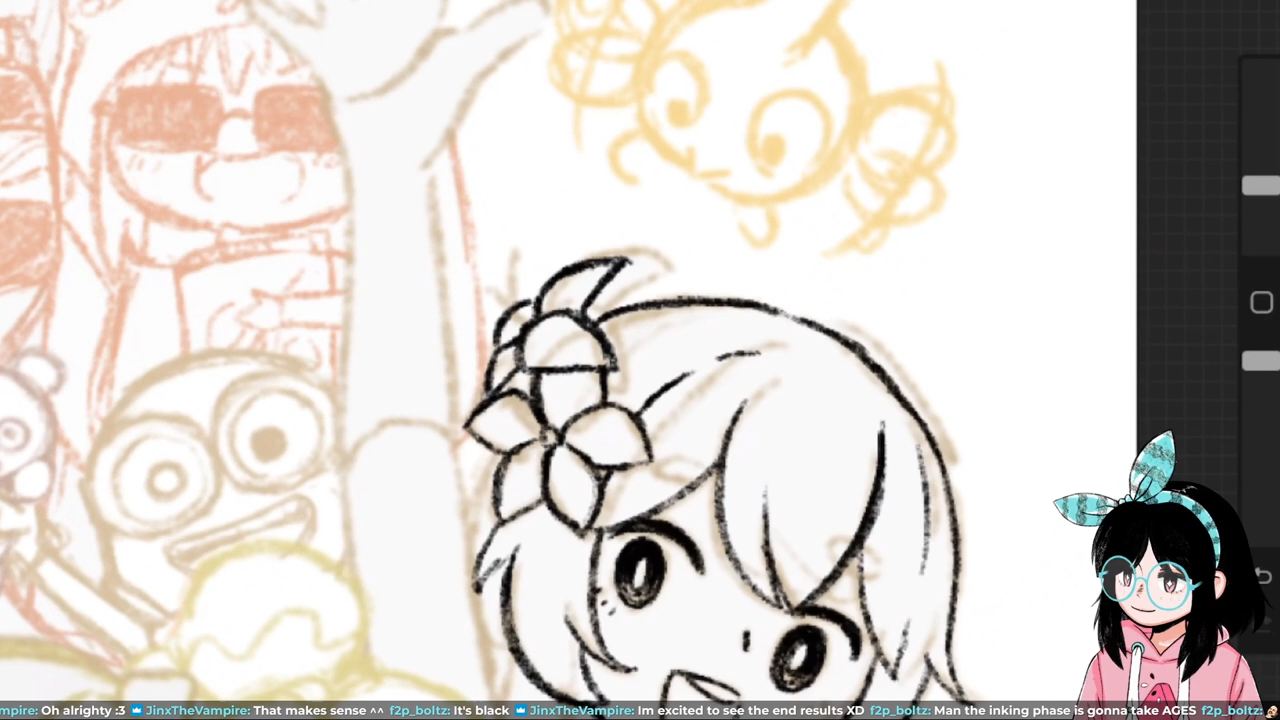 mpire: Oh alrighty :3 JinxTheVampire: That makes sense ^^ f2p_boltz: It's black JinxTheVampire: Im excited to see the end results XD f2p_boltz: Man the inking phase is gonna take AGES f2p_boltz: